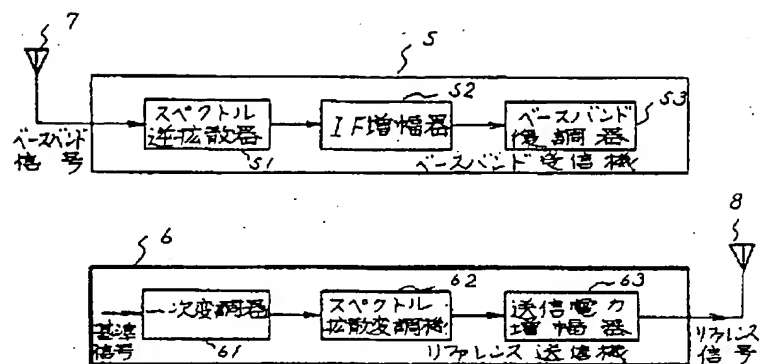 7
5
スペクトル
逆拡散器
51
52
IF増幅器
53
ベースバンド
復調器
ベースバンド
信号
ベースバンド受信機
8
6
基準
信号
一次変調器
61
62
スペクトル
拡散変調機
63
送信電力
増幅器
リファレンス送信機
リファレンス
信号